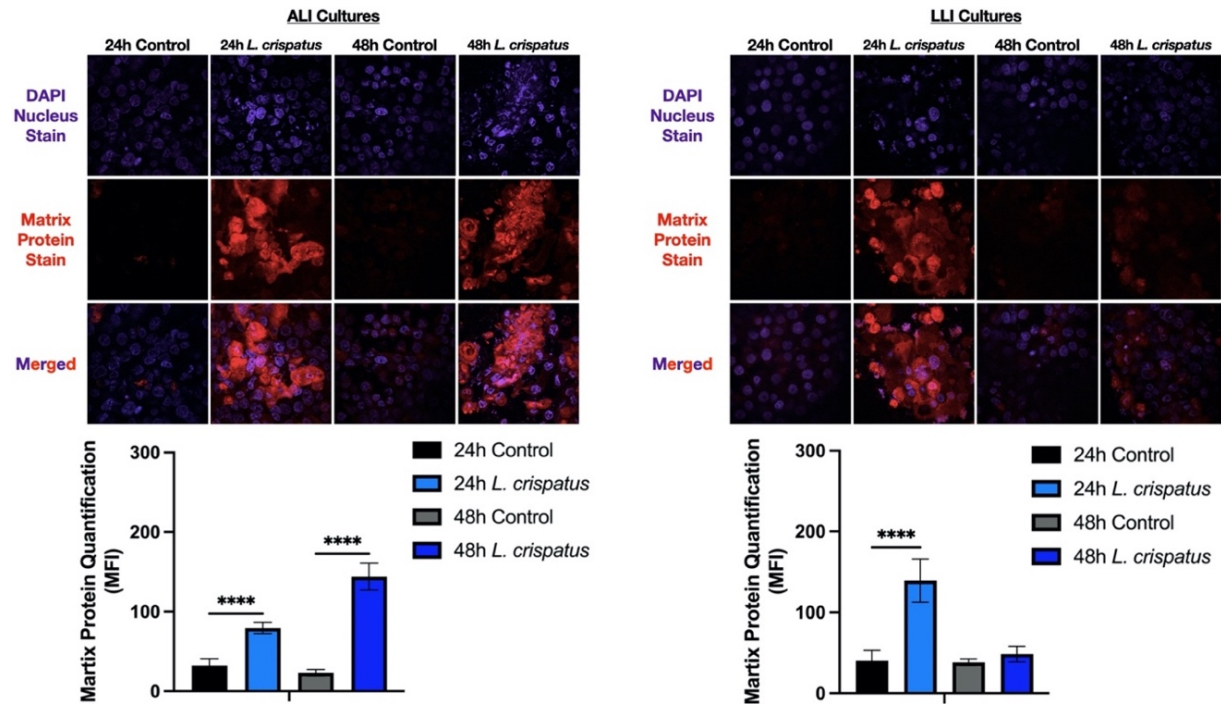 ALI Cultures
24h Control 24h L. crispatus 48h Control 48h L. crispatus
DAPI
Nucleus
Stain
Matrix
Protein
Stain
Merged
Martix Protein Quantification
(MFI)
300
200
100
0
**** ****
24h Control
24h L. crispatus
48h Control
48h L. crispatus
LLI Cultures
24h Control 24h L. crispatus 48h Control 48h L. crispatus
DAPI
Nucleus
Stain
Matrix
Protein
Stain
Merged
Martix Protein Quantification
(MFI)
300
200
100
0
****
24h Control
24h L. crispatus
48h Control
48h L. crispatus